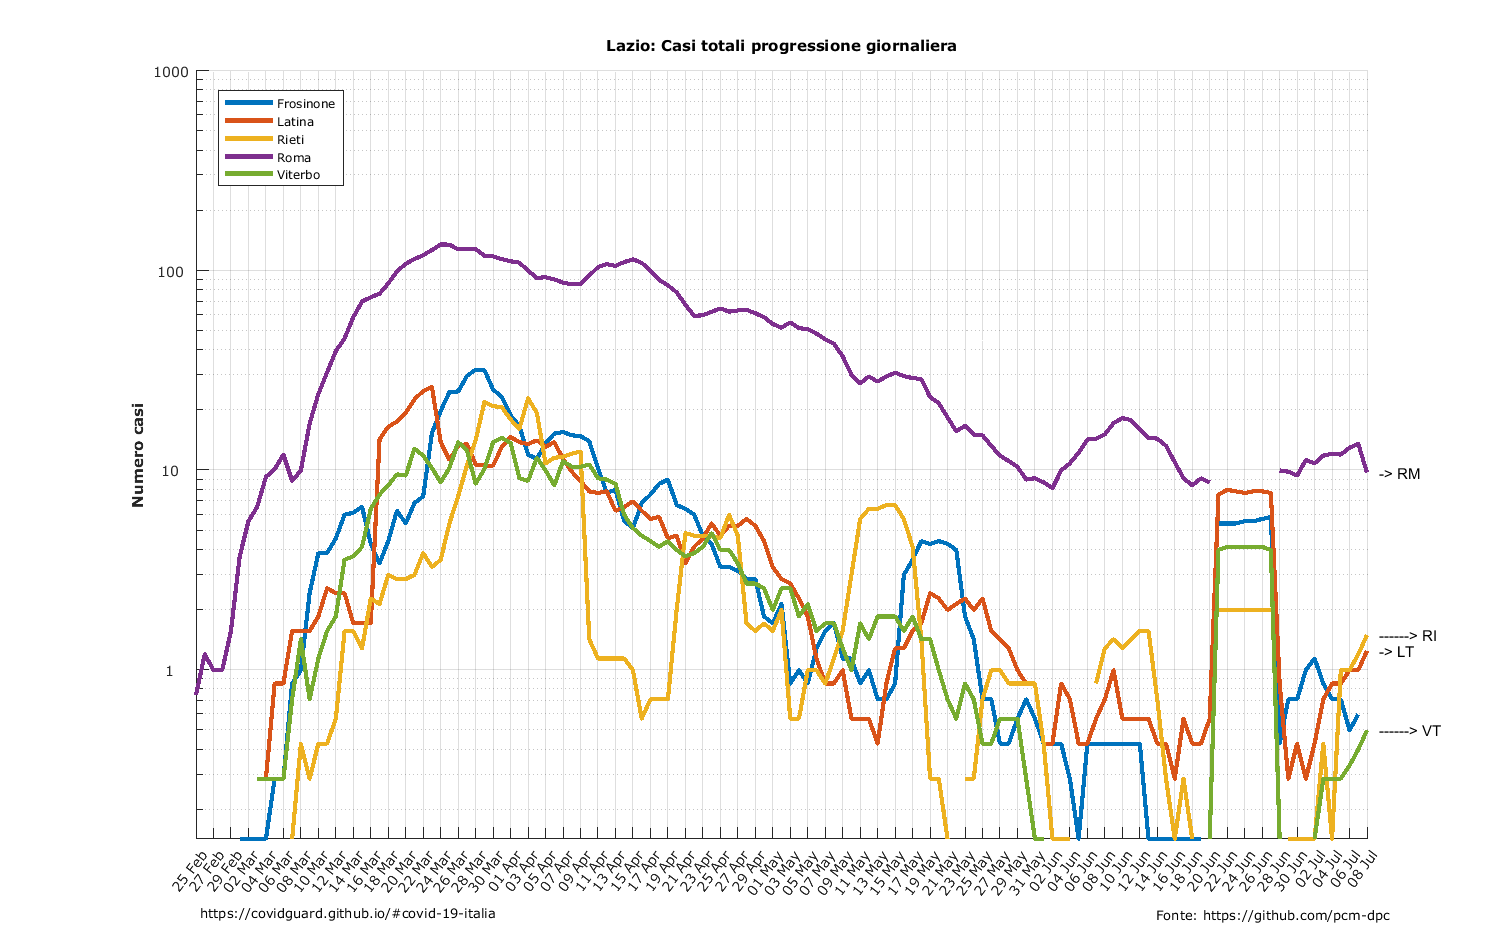 Lazio: Casi totali progressione giornaliera
1000
100
10
1
Numero casi
Frosinone
Latina
Rieti
Roma
Viterbo
-> RM
------> RI
-> LT
------> VT
25 Feb
27 Feb
29 Feb
02 Mar
04 Mar
06 Mar
08 Mar
10 Mar
12 Mar
14 Mar
16 Mar
18 Mar
20 Mar
22 Mar
24 Mar
26 Mar
28 Mar
30 Mar
01 Apr
03 Apr
05 Apr
07 Apr
09 Apr
11 Apr
13 Apr
15 Apr
17 Apr
19 Apr
21 Apr
23 Apr
25 Apr
27 Apr
29 Apr
01 May
03 May
05 May
07 May
09 May
11 May
13 May
15 May
17 May
19 May
21 May
23 May
25 May
27 May
29 May
31 May
02 Jun
04 Jun
06 Jun
08 Jun
10 Jun
12 Jun
14 Jun
16 Jun
18 Jun
20 Jun
22 Jun
24 Jun
26 Jun
28 Jun
30 Jun
02 Jul
04 Jul
06 Jul
08 Jul
https://covidguard.github.io/#covid-19-italia
Fonte: https://github.com/pcm-dpc